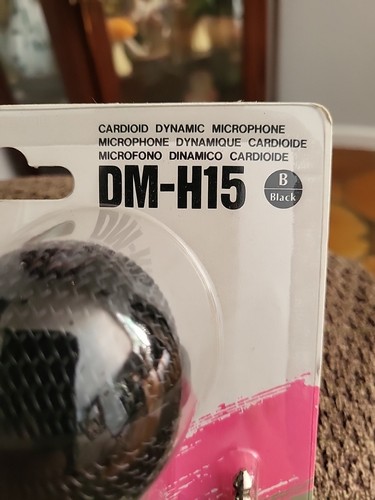 CARDIOID DYNAMIC MICROPHONE
MICROPHONE DYNAMIQUE CARDIOIDE
MICROFONO DINAMICO CARDIOIDE
DM-H15
B
Black